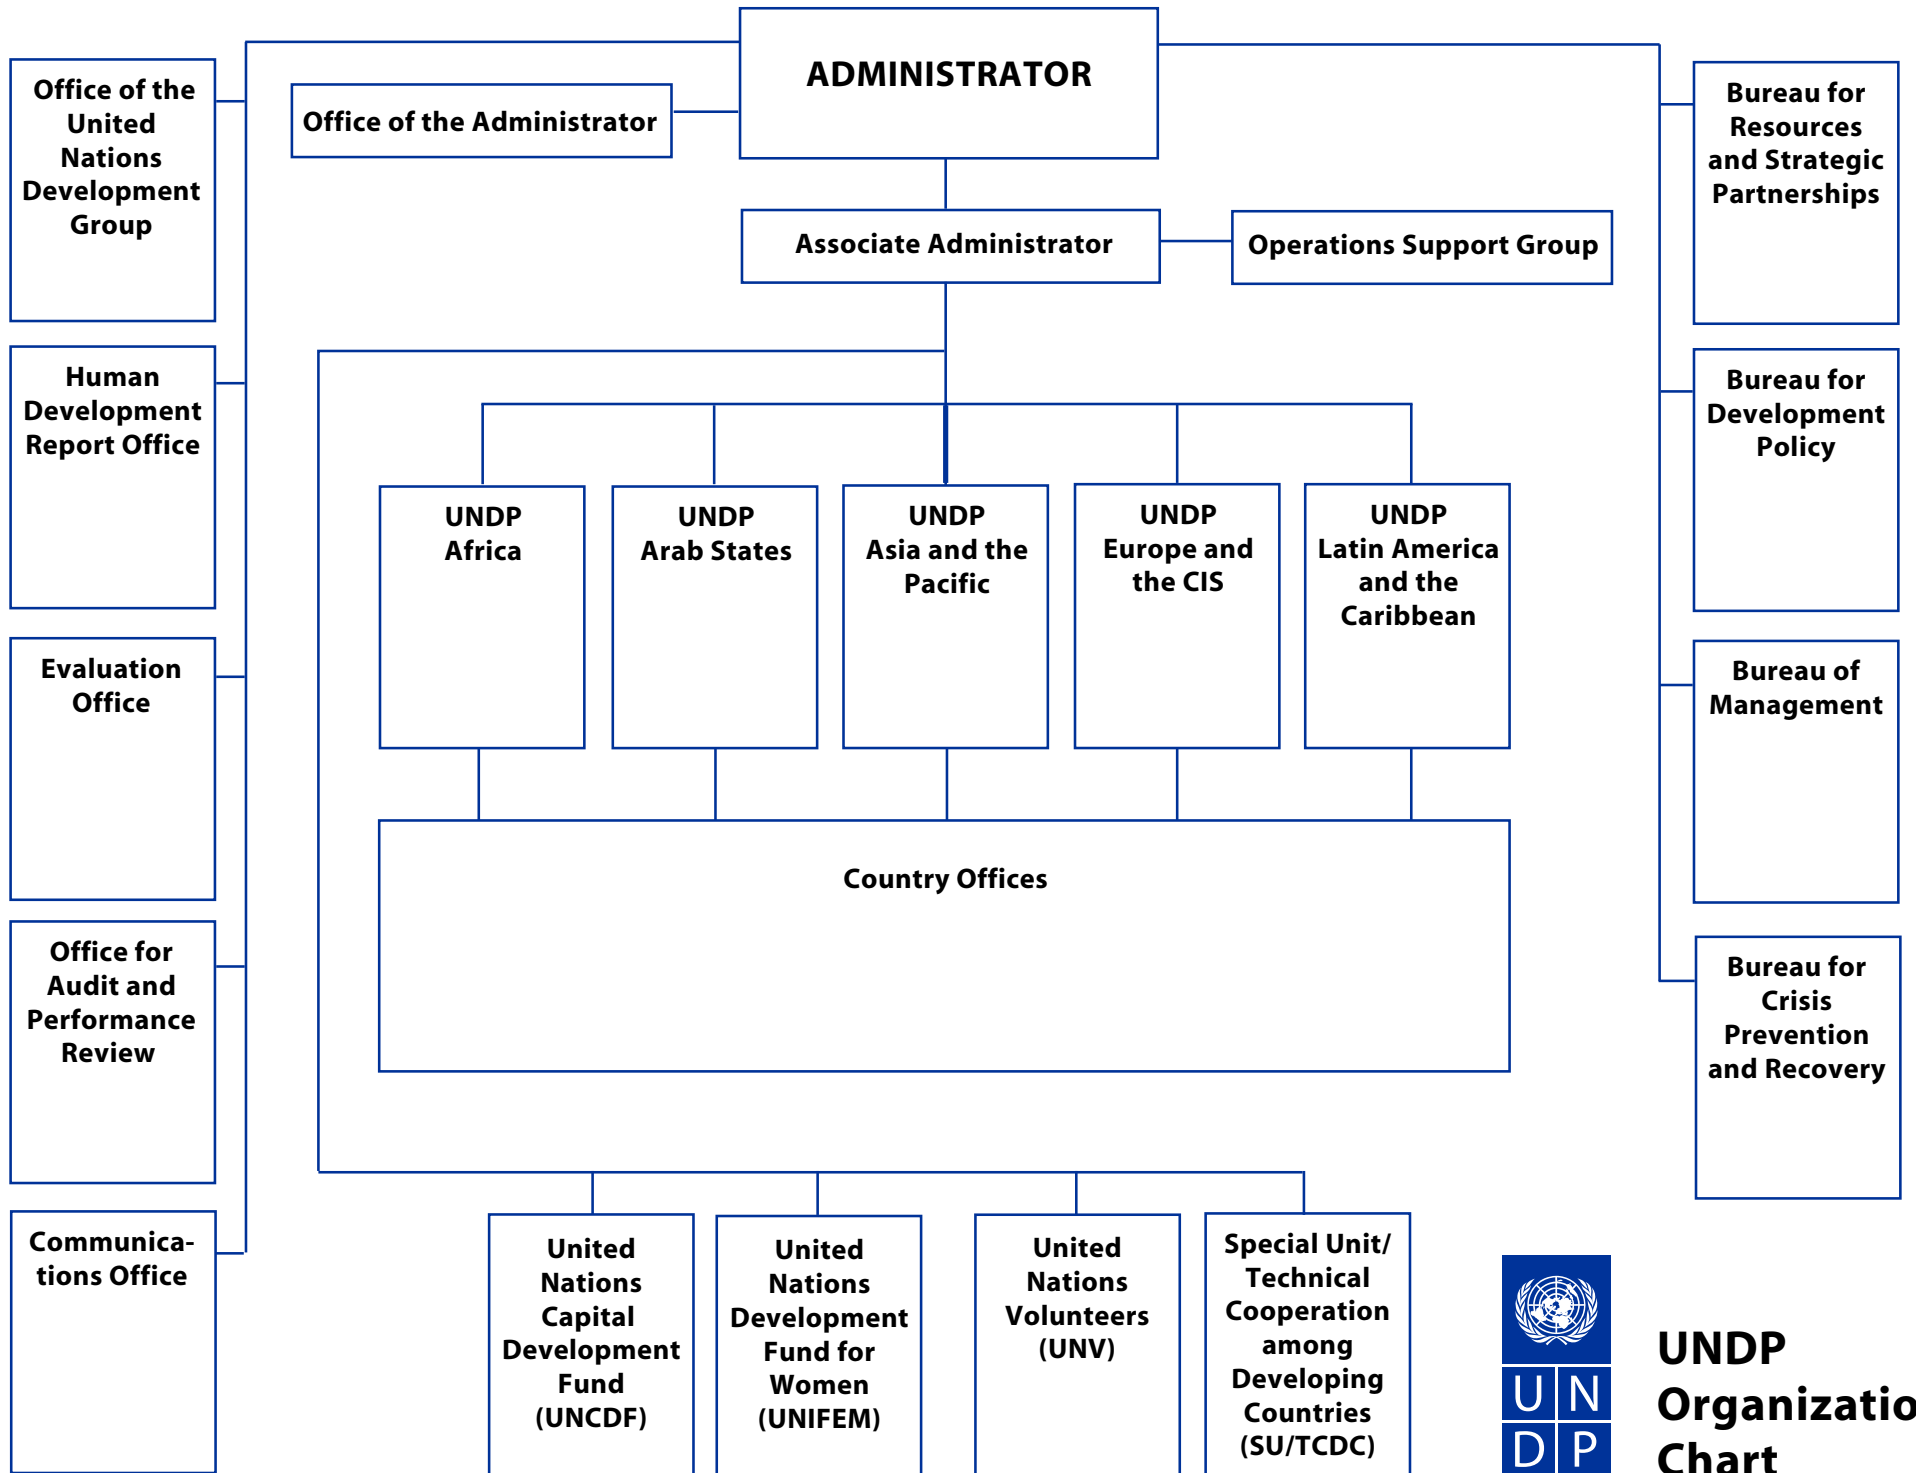 ADMINISTRATOR
Office of the Administrator
Associate Administrator
Operations Support Group
Office of the
United
Nations
Development
Group
Human
Development
Report Office
Evaluation
Office
Office for
Audit and
Performance
Review
Communica-
tions Office
Bureau for
Resources
and Strategic
Partnerships
Bureau for
Development
Policy
Bureau of
Management
Bureau for
Crisis
Prevention
and Recovery
UNDP
Africa
UNDP
Arab States
UNDP
Asia and the
Pacific
UNDP
Europe and
the CIS
UNDP
Latin America
and the
Caribbean
Country Offices
United
Nations
Capital
Development
Fund
(UNCDF)
United
Nations
Development
Fund for
Women
(UNIFEM)
United
Nations
Volunteers
(UNV)
Special Unit/
Technical
Cooperation
among
Developing
Countries
(SU/TCDC)
U N
D P
UNDP
Organizatio
Chart